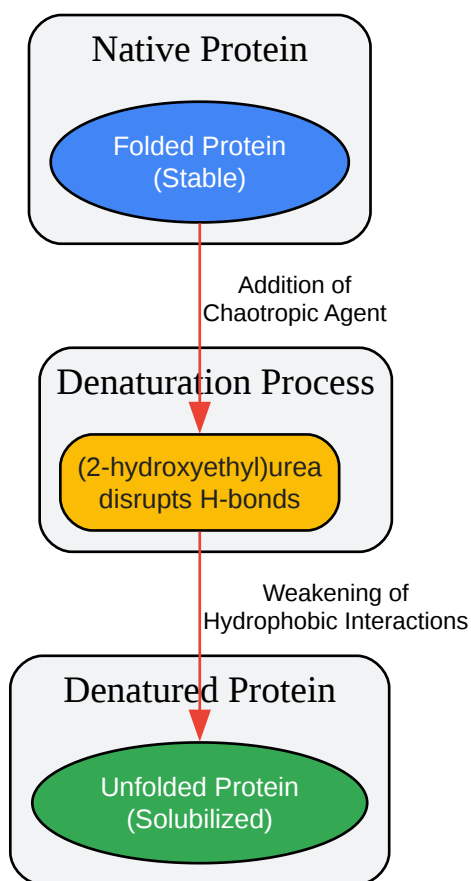 Native Protein
Folded Protein
(Stable)
Addition of
Chaotropic Agent
Denaturation Process
(2-hydroxyethyl)urea
disrupts H-bonds
Weakening of
Hydrophobic Interactions
Denatured Protein
Unfolded Protein
(Solubilized)